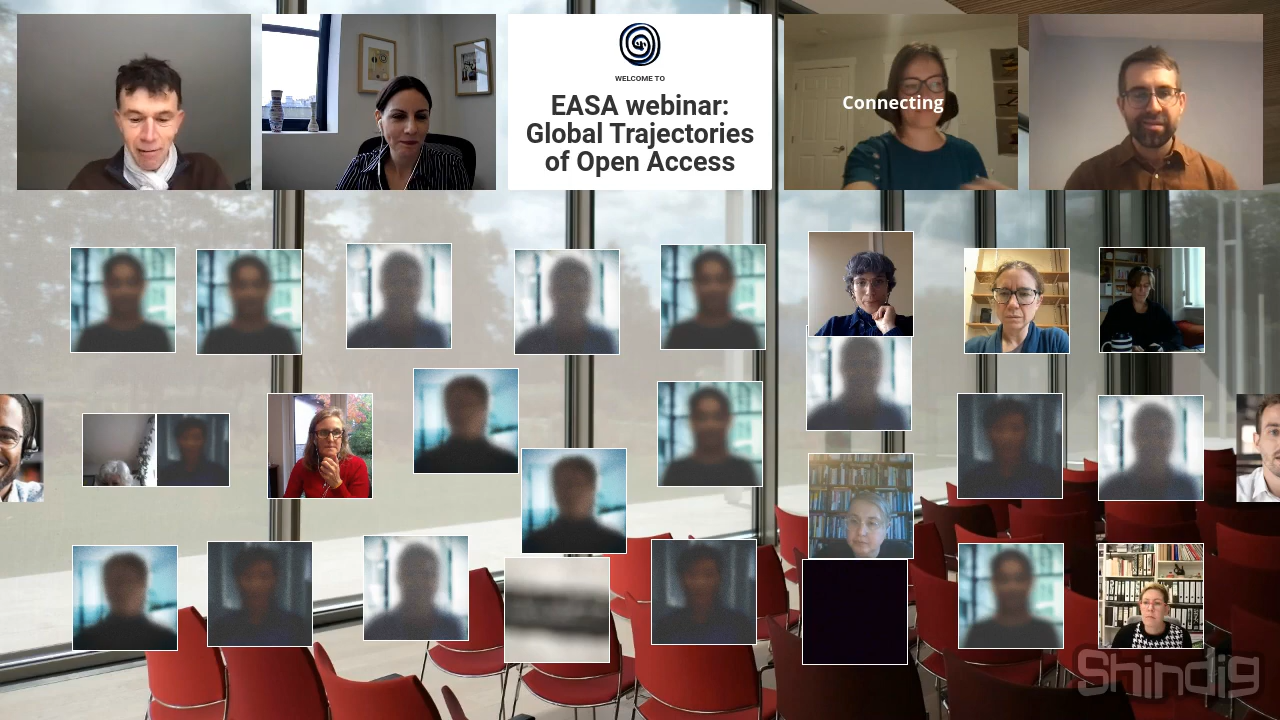 WELCOME TO
EASA webinar:
Global Trajectories
of Open Access
Connecting
Shindig